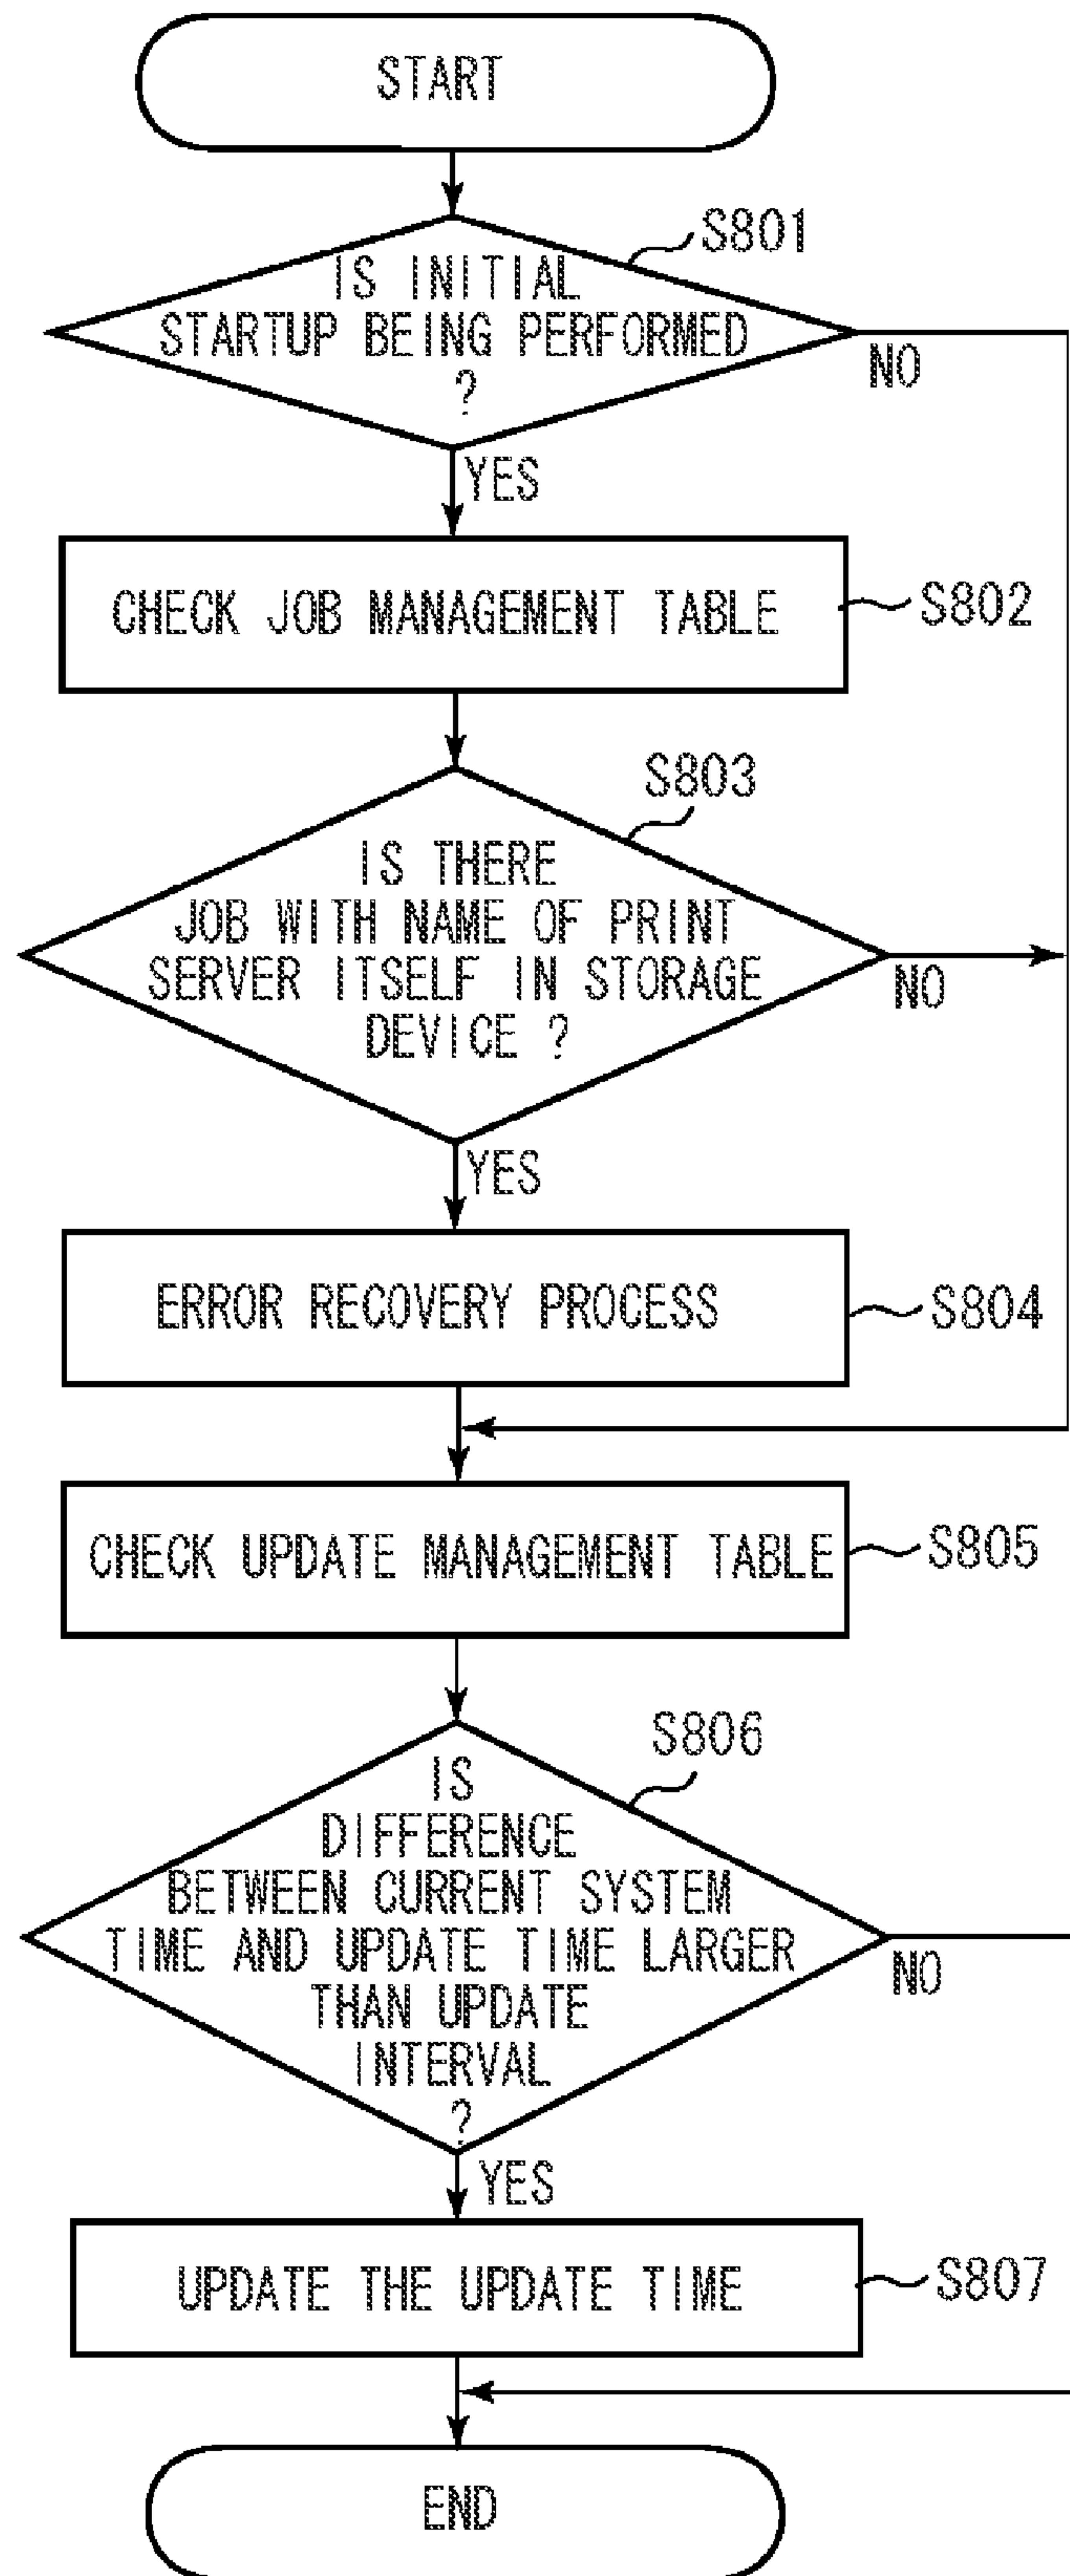 START
S801
IS INITIAL
STARTUP BEING PERFORMED
?
NO
YES
CHECK JOB MANAGEMENT TABLE
S802
S803
IS THERE
JOB WITH NAME OF PRINT
SERVER ITSELF IN STORAGE
DEVICE ?
NO
YES
ERROR RECOVERY PROCESS
S804
CHECK UPDATE MANAGEMENT TABLE
S805
S806
IS
DIFFERENCE
BETWEEN CURRENT SYSTEM
TIME AND UPDATE TIME LARGER
THAN UPDATE
INTERVAL
?
NO
YES
UPDATE THE UPDATE TIME
S807
END